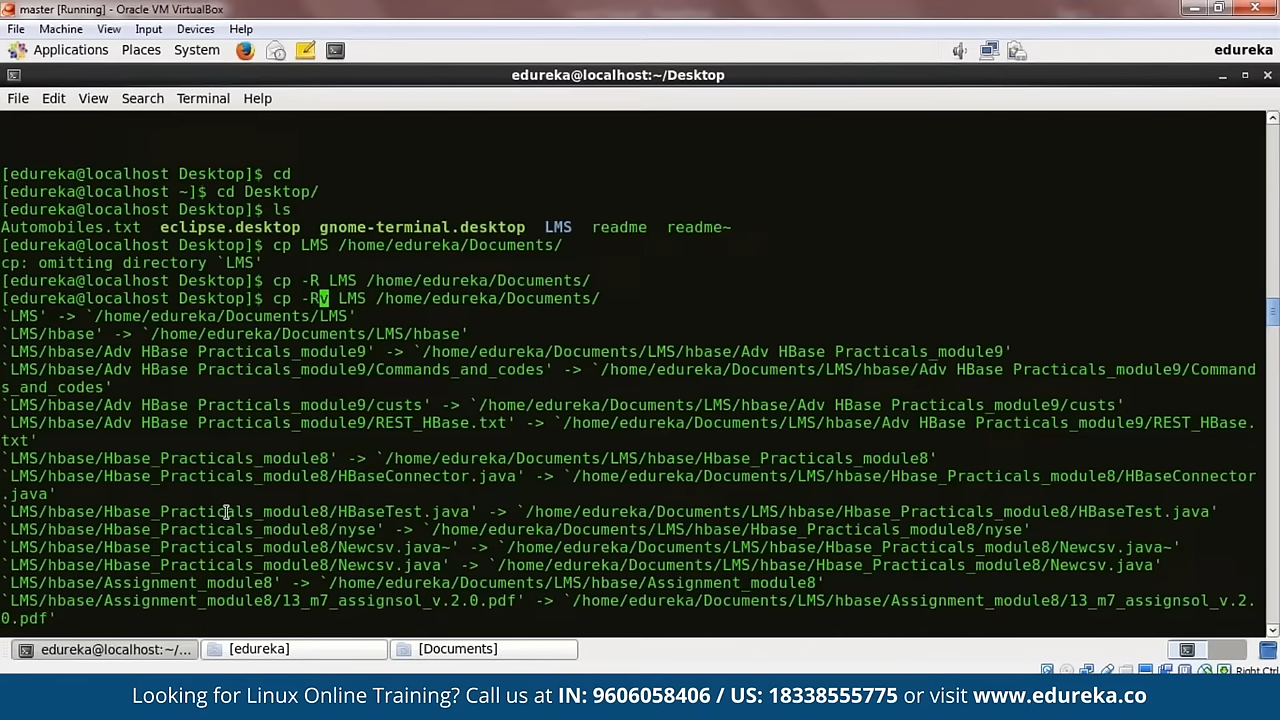 master [Running] - Oracle VM VirtualBox
File Machine View Input Devices Help
Applications Places System edureka
edureka@localhost:~/Desktop
File Edit View Search Terminal Help
[edureka@localhost Desktop]$ cd
[edureka@localhost ~]$ cd Desktop/
[edureka@localhost Desktop]$ ls
Automobiles.txt eclipse.desktop gnome-terminal.desktop LMS readme readme~
[edureka@localhost Desktop]$ cp LMS /home/edureka/Documents/
cp: omitting directory `LMS'
[edureka@localhost Desktop]$ cp -R LMS /home/edureka/Documents/
[edureka@localhost Desktop]$ cp -Rv LMS /home/edureka/Documents/
`LMS' -> `/home/edureka/Documents/LMS'
`LMS/hbase' -> `/home/edureka/Documents/LMS/hbase'
`LMS/hbase/Adv HBase Practicals_module9' -> `/home/edureka/Documents/LMS/hbase/Adv HBase Practicals_module9'
`LMS/hbase/Adv HBase Practicals_module9/Commands_and_codes' -> `/home/edureka/Documents/LMS/hbase/Adv HBase Practicals_module9/Command
s_and_codes'
`LMS/hbase/Adv HBase Practicals_module9/custs' -> `/home/edureka/Documents/LMS/hbase/Adv HBase Practicals_module9/custs'
`LMS/hbase/Adv HBase Practicals_module9/REST_HBase.txt' -> `/home/edureka/Documents/LMS/hbase/Adv HBase Practicals_module9/REST_HBase.
txt'
`LMS/hbase/Hbase_Practicals_module8' -> `/home/edureka/Documents/LMS/hbase/Hbase_Practicals_module8'
`LMS/hbase/Hbase_Practicals_module8/HBaseConnector.java' -> `/home/edureka/Documents/LMS/hbase/Hbase_Practicals_module8/HBaseConnector
.java'
`LMS/hbase/Hbase_Practicals_module8/HBaseTest.java' -> `/home/edureka/Documents/LMS/hbase/Hbase_Practicals_module8/HBaseTest.java'
`LMS/hbase/Hbase_Practicals_module8/nyse' -> `/home/edureka/Documents/LMS/hbase/Hbase_Practicals_module8/nyse'
`LMS/hbase/Hbase_Practicals_module8/Newcsv.java~' -> `/home/edureka/Documents/LMS/hbase/Hbase_Practicals_module8/Newcsv.java~'
`LMS/hbase/Hbase_Practicals_module8/Newcsv.java' -> `/home/edureka/Documents/LMS/hbase/Hbase_Practicals_module8/Newcsv.java'
`LMS/hbase/Assignment_module8' -> `/home/edureka/Documents/LMS/hbase/Assignment_module8'
`LMS/hbase/Assignment_module8/13_m7_assignsol_v.2.0.pdf' -> `/home/edureka/Documents/LMS/hbase/Assignment_module8/13_m7_assignsol_v.2.
0.pdf'
edureka@localhost:~/... [edureka] [Documents]
Right Ctrl
Looking for Linux Online Training? Call us at IN: 9606058406 / US: 18338555775 or visit www.edureka.co